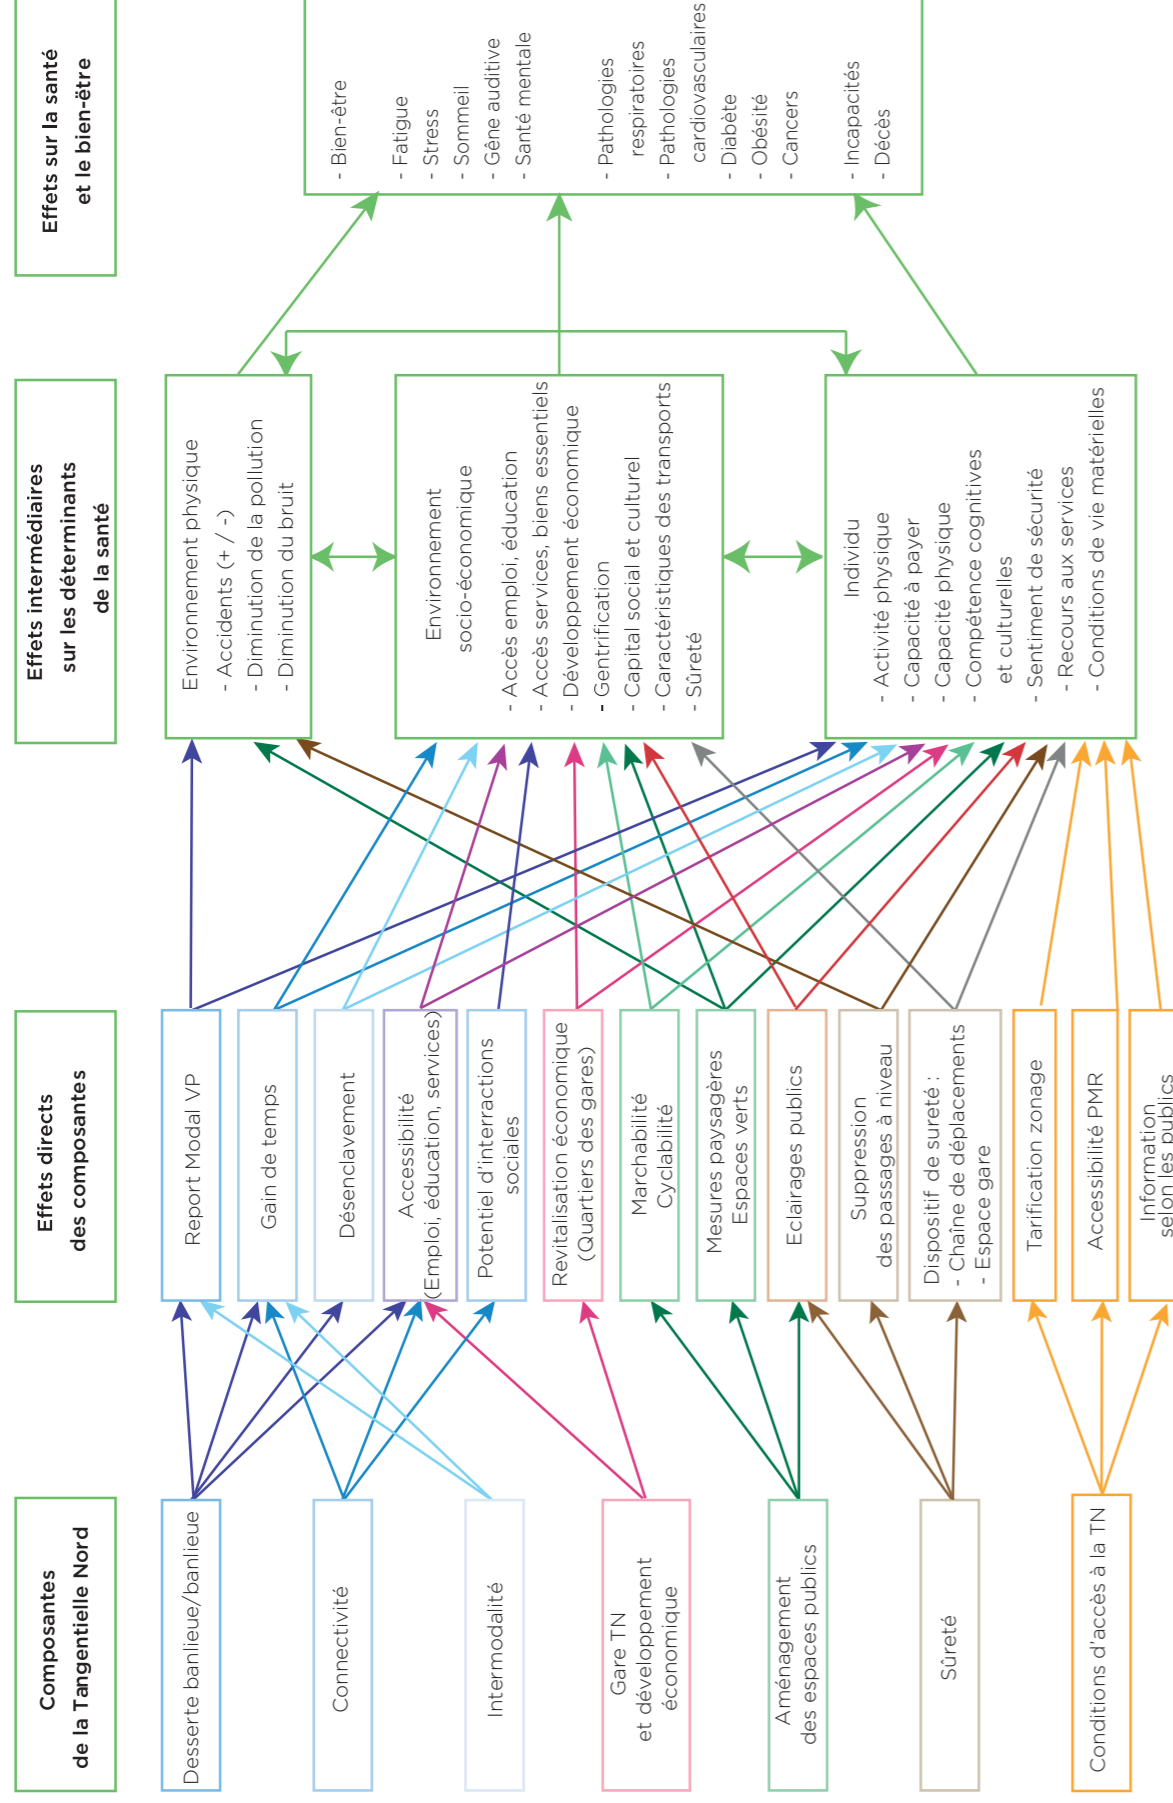 Composantes
de la Tangentielle Nord
Desserte banlieue/banlieue
Connectivité
Intermodalité
Gare TN
et développement
économique
Aménagement
des espaces publics
Sûreté
Conditions d'accès à la TN
Effets directs
des composantes
Report Modal VP
Gain de temps
Désenclavement
Accessibilité
(Emploi, éducation, services)
Potentiel d'interractions
sociales
Revitalisation économique
(Quartiers des gares)
Marchabilité
Cyclabilité
Mesures paysagères
Espaces verts
Eclairages publics
Suppression
des passages à niveau
Dispositif de sureté :
- Chaîne de déplacements
- Espace gare
Tarification zonage
Accessibilité PMR
Information
selon les publics
Effets intermédiaires
sur les déterminants
de la santé
Environnement physique
- Accidents (+ / -)
- Diminution de la pollution
- Diminution du bruit
Environnement
socio-économique
- Accès emploi, éducation
- Accès services, biens essentiels
- Développement économique
- Gentrification
- Capital social et culturel
- Caractéristiques des transports
- Sûreté
Individu
- Activité physique
- Capacité à payer
- Capacité physique
- Compétence cognitives
et culturelles
- Sentiment de sécurité
- Recours aux services
- Conditions de vie matérielles
Effets sur la santé
et le bien-ëtre
- Bien-être
- Fatigue
- Stress
- Sommeil
- Gêne auditive
- Santé mentale
- Pathologies
respiratoires
- Pathologies
cardiovasculaires
- Diabète
- Obésité
- Cancers
- Incapacités
- Décès